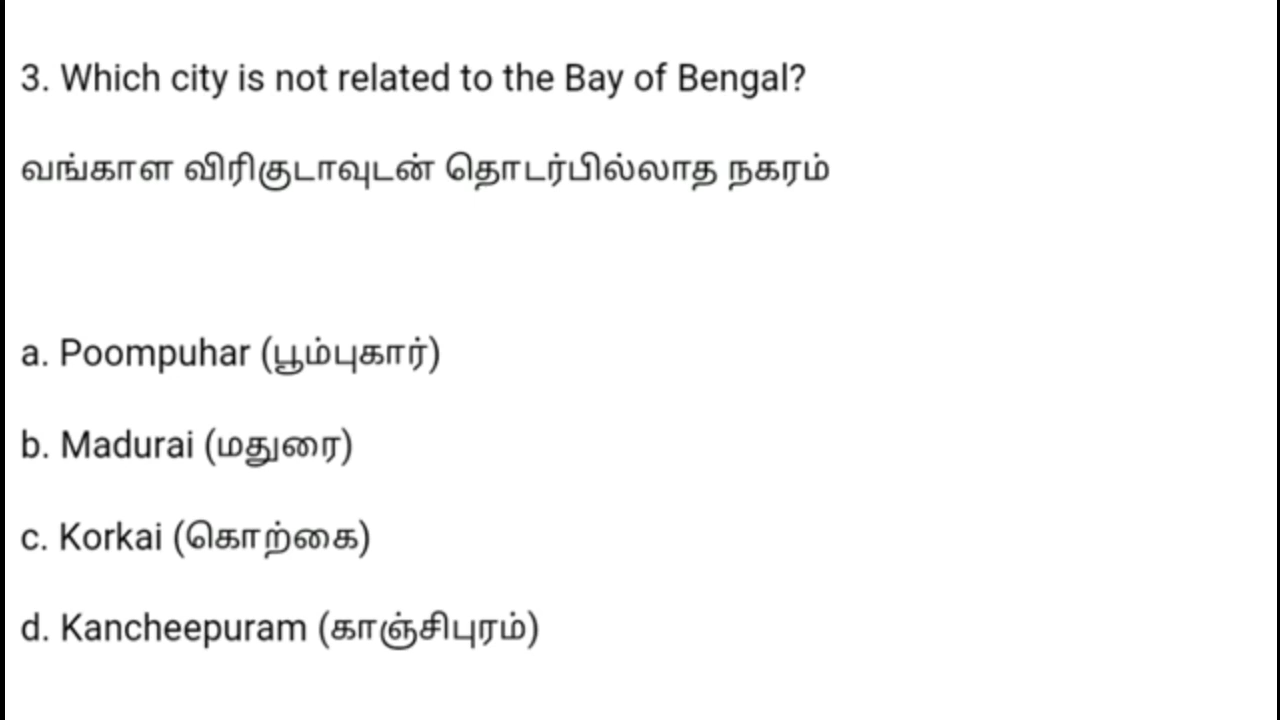 3. Which city is not related to the Bay of Bengal?
வங்காள விரிகுடாவுடன் தொடர்பில்லாத நகரம்
a. Poompuhar (பூம்புகார்)
b. Madurai (மதுரை)
c. Korkai (கொற்கை)
d. Kancheepuram (காஞ்சிபுரம்)